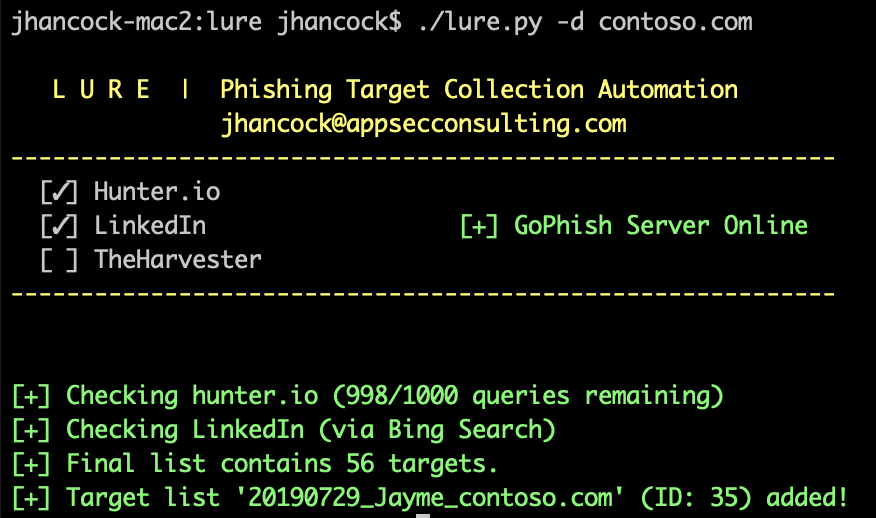 jhancock-mac2:lure jhancock$ ./lure.py -d contoso.com
L U R E | Phishing Target Collection Automation
jhancock@appsecconsulting.com
---------------------------------------------------------
[✓] Hunter.io
[✓] LinkedIn [+] GoPhish Server Online
[ ] TheHarvester
---------------------------------------------------------
[+] Checking hunter.io (998/1000 queries remaining)
[+] Checking LinkedIn (via Bing Search)
[+] Final list contains 56 targets.
[+] Target list '20190729_Jayme_contoso.com' (ID: 35) added!